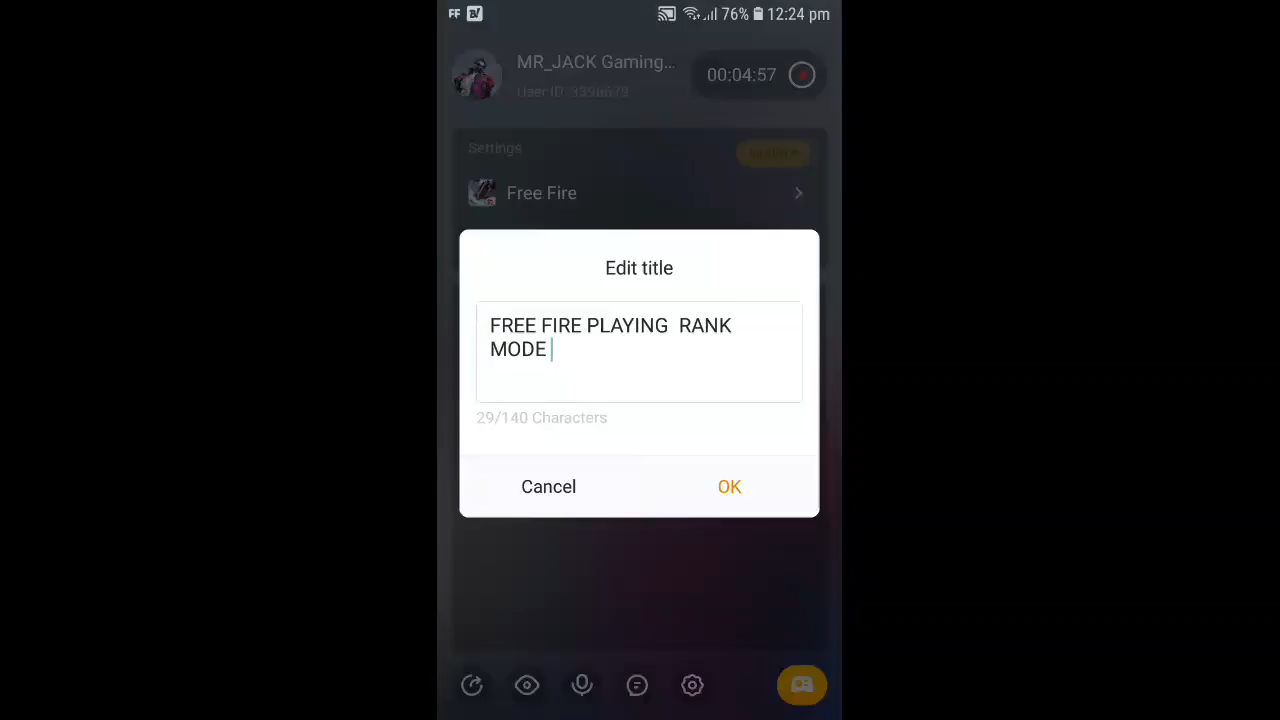 FF B! 76% 12:24 pm
MR_JACK Gaming...
00:04:57
Settings
Free Fire
Edit title
FREE FIRE PLAYING  RANK
MODE
29/140 Characters
Cancel
OK